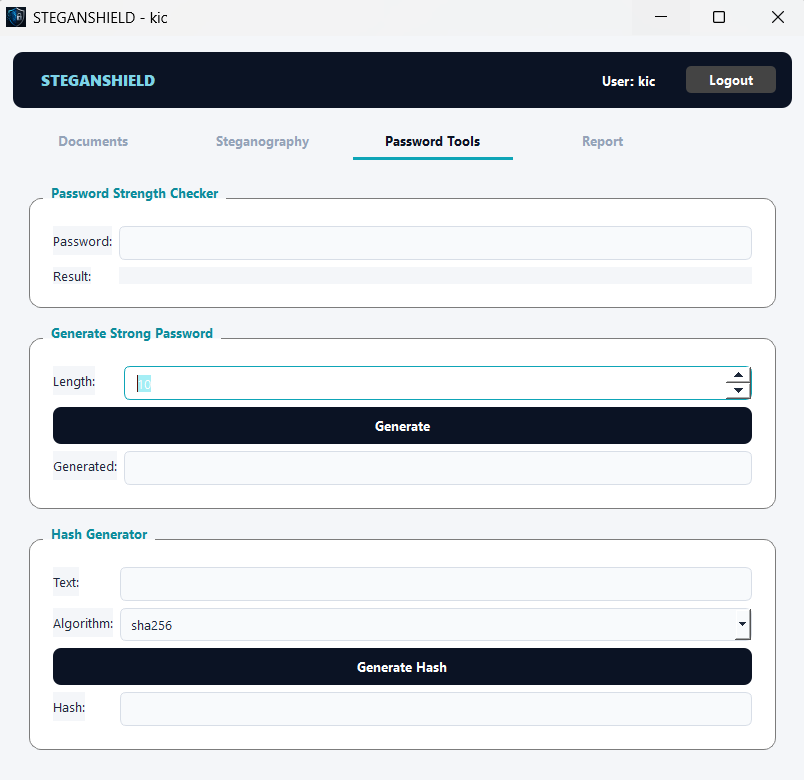 STEGANSHIELD - kic
STEGANSHIELD User: kic Logout
Documents Steganography Password Tools Report
Password Strength Checker
Password:
Result:
Generate Strong Password
Length: 10
Generate
Generated:
Hash Generator
Text:
Algorithm: sha256
Generate Hash
Hash: